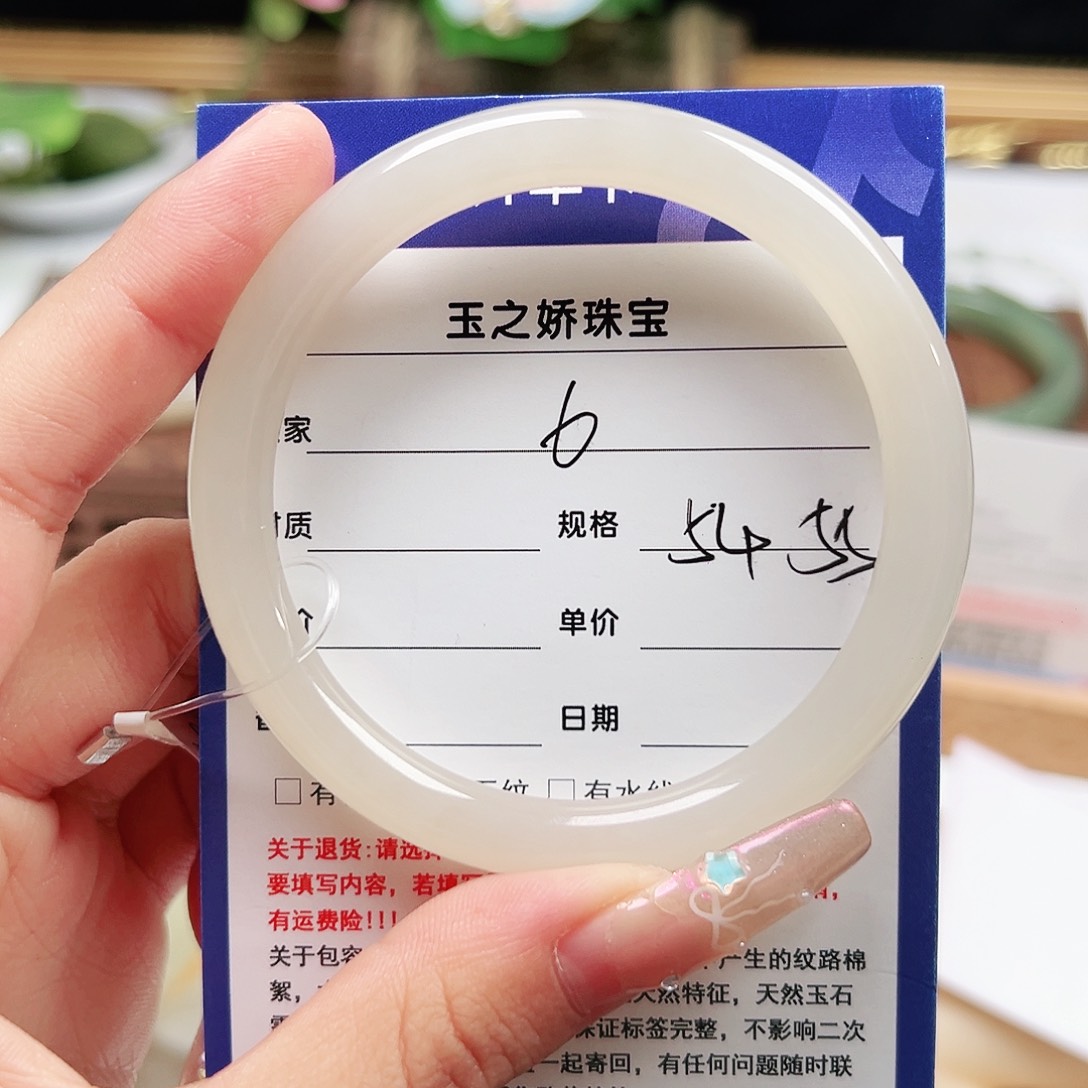 玉之娇珠宝
家 6
质 规格 54 55
单价
日期
□有 纹 □有水线
关于退货:请选择
要填写内容，若填写
有运费险!!!
关于包容 产生的纹路棉
絮， 天然特征，天然玉石
保证标签完整，不影响二次
一起寄回，有任何问题随时联